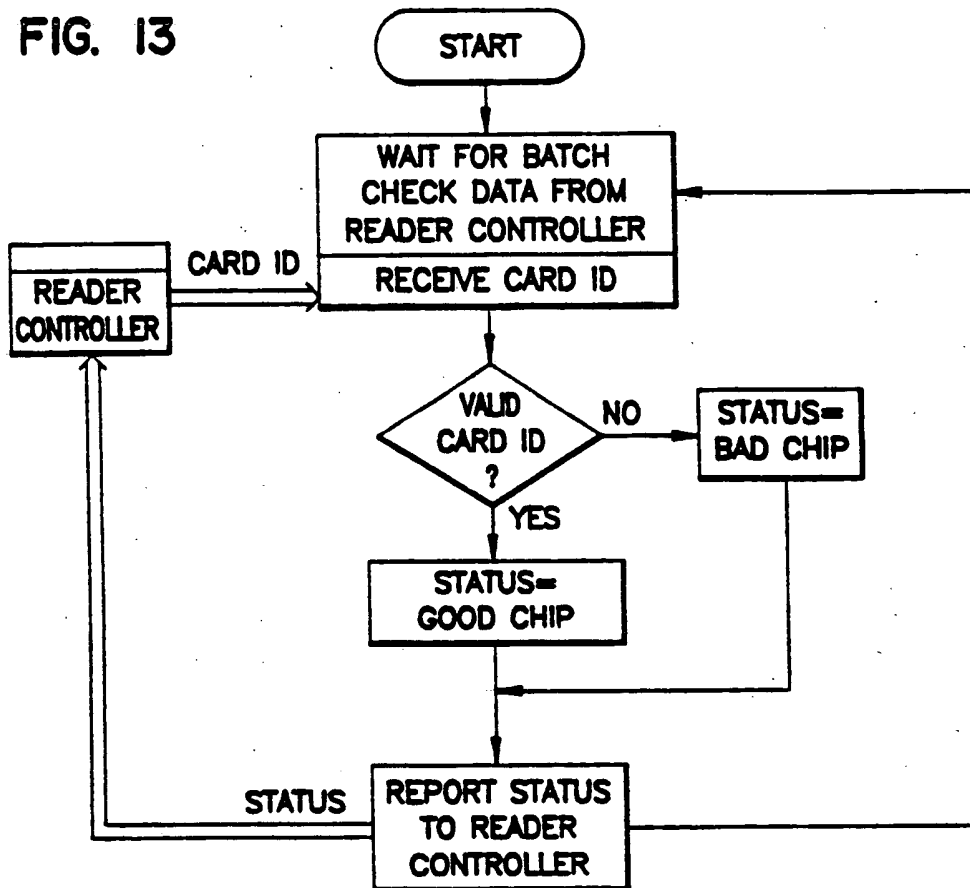 FIG. 13
START
WAIT FOR BATCH
CHECK DATA FROM
READER CONTROLLER
RECEIVE CARD ID
CARD ID
READER
CONTROLLER
VALID
CARD ID
?
NO
STATUS=
BAD CHIP
YES
STATUS=
GOOD CHIP
STATUS
REPORT STATUS
TO READER
CONTROLLER